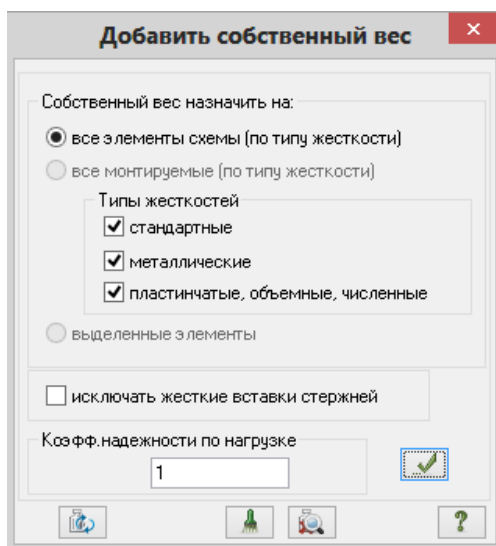 Добавить собственный вес
Собственный вес назначить на:
все элементы схемы (по типу жесткости)
все монтируемые (по типу жесткости)
Типы жесткостей
стандартные
металлические
пластинчатые, объемные, численные
выделенные элементы
исключать жесткие вставки стержней
Коэфф.надежности по нагрузке
1
?